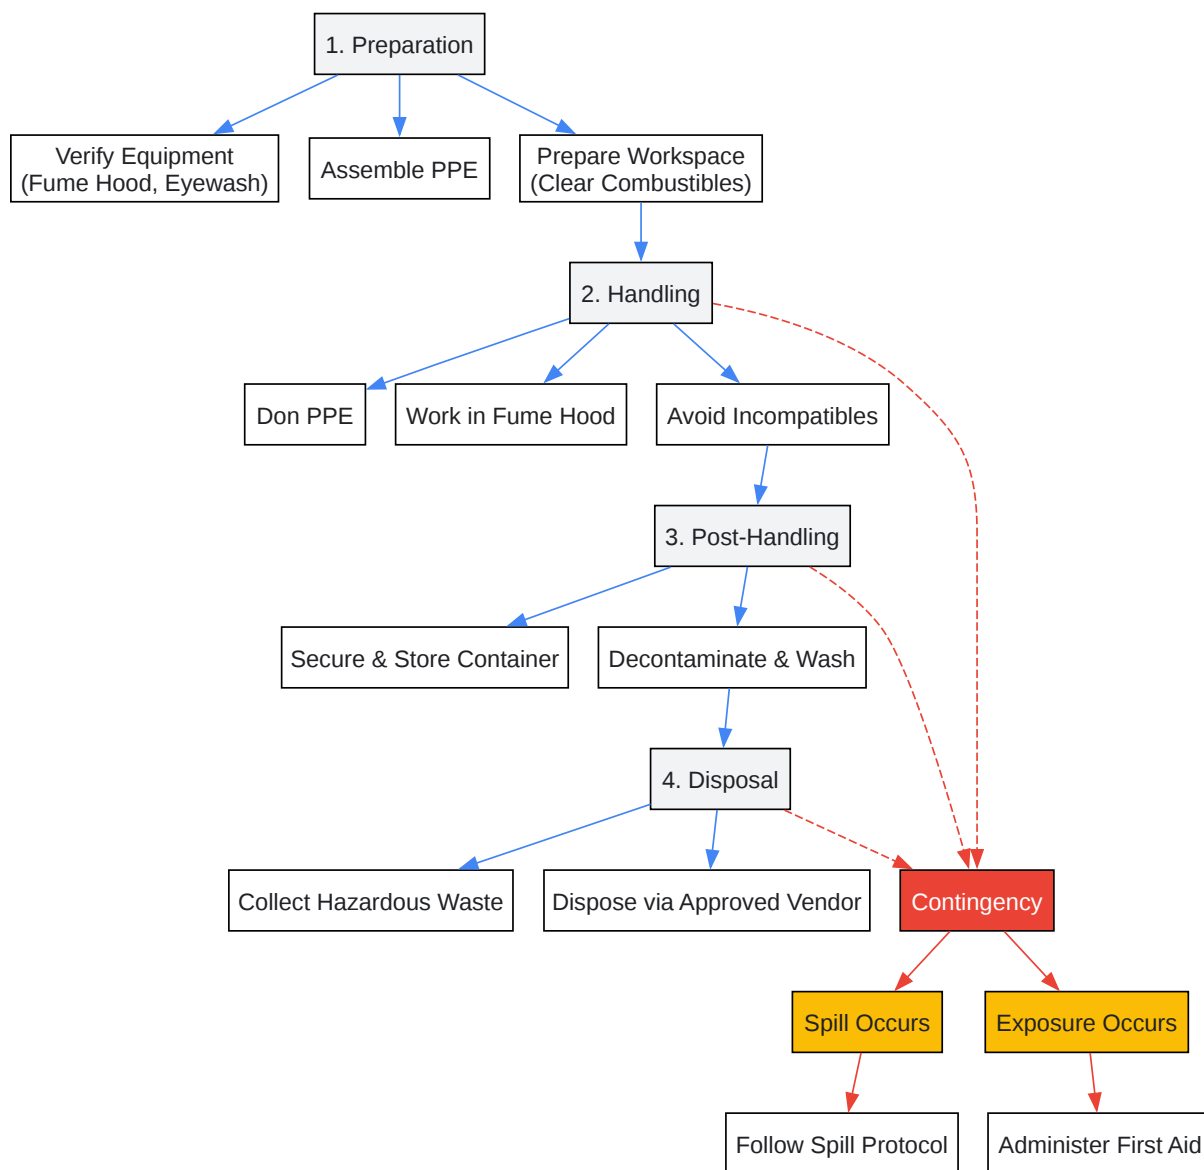 1. Preparation
Verify Equipment
(Fume Hood, Eyewash)
Assemble PPE
Prepare Workspace
(Clear Combustibles)
2. Handling
Don PPE
Work in Fume Hood
Avoid Incompatibles
3. Post-Handling
Secure & Store Container
Decontaminate & Wash
4. Disposal
Collect Hazardous Waste
Dispose via Approved Vendor
Contingency
Spill Occurs
Exposure Occurs
Follow Spill Protocol
Administer First Aid